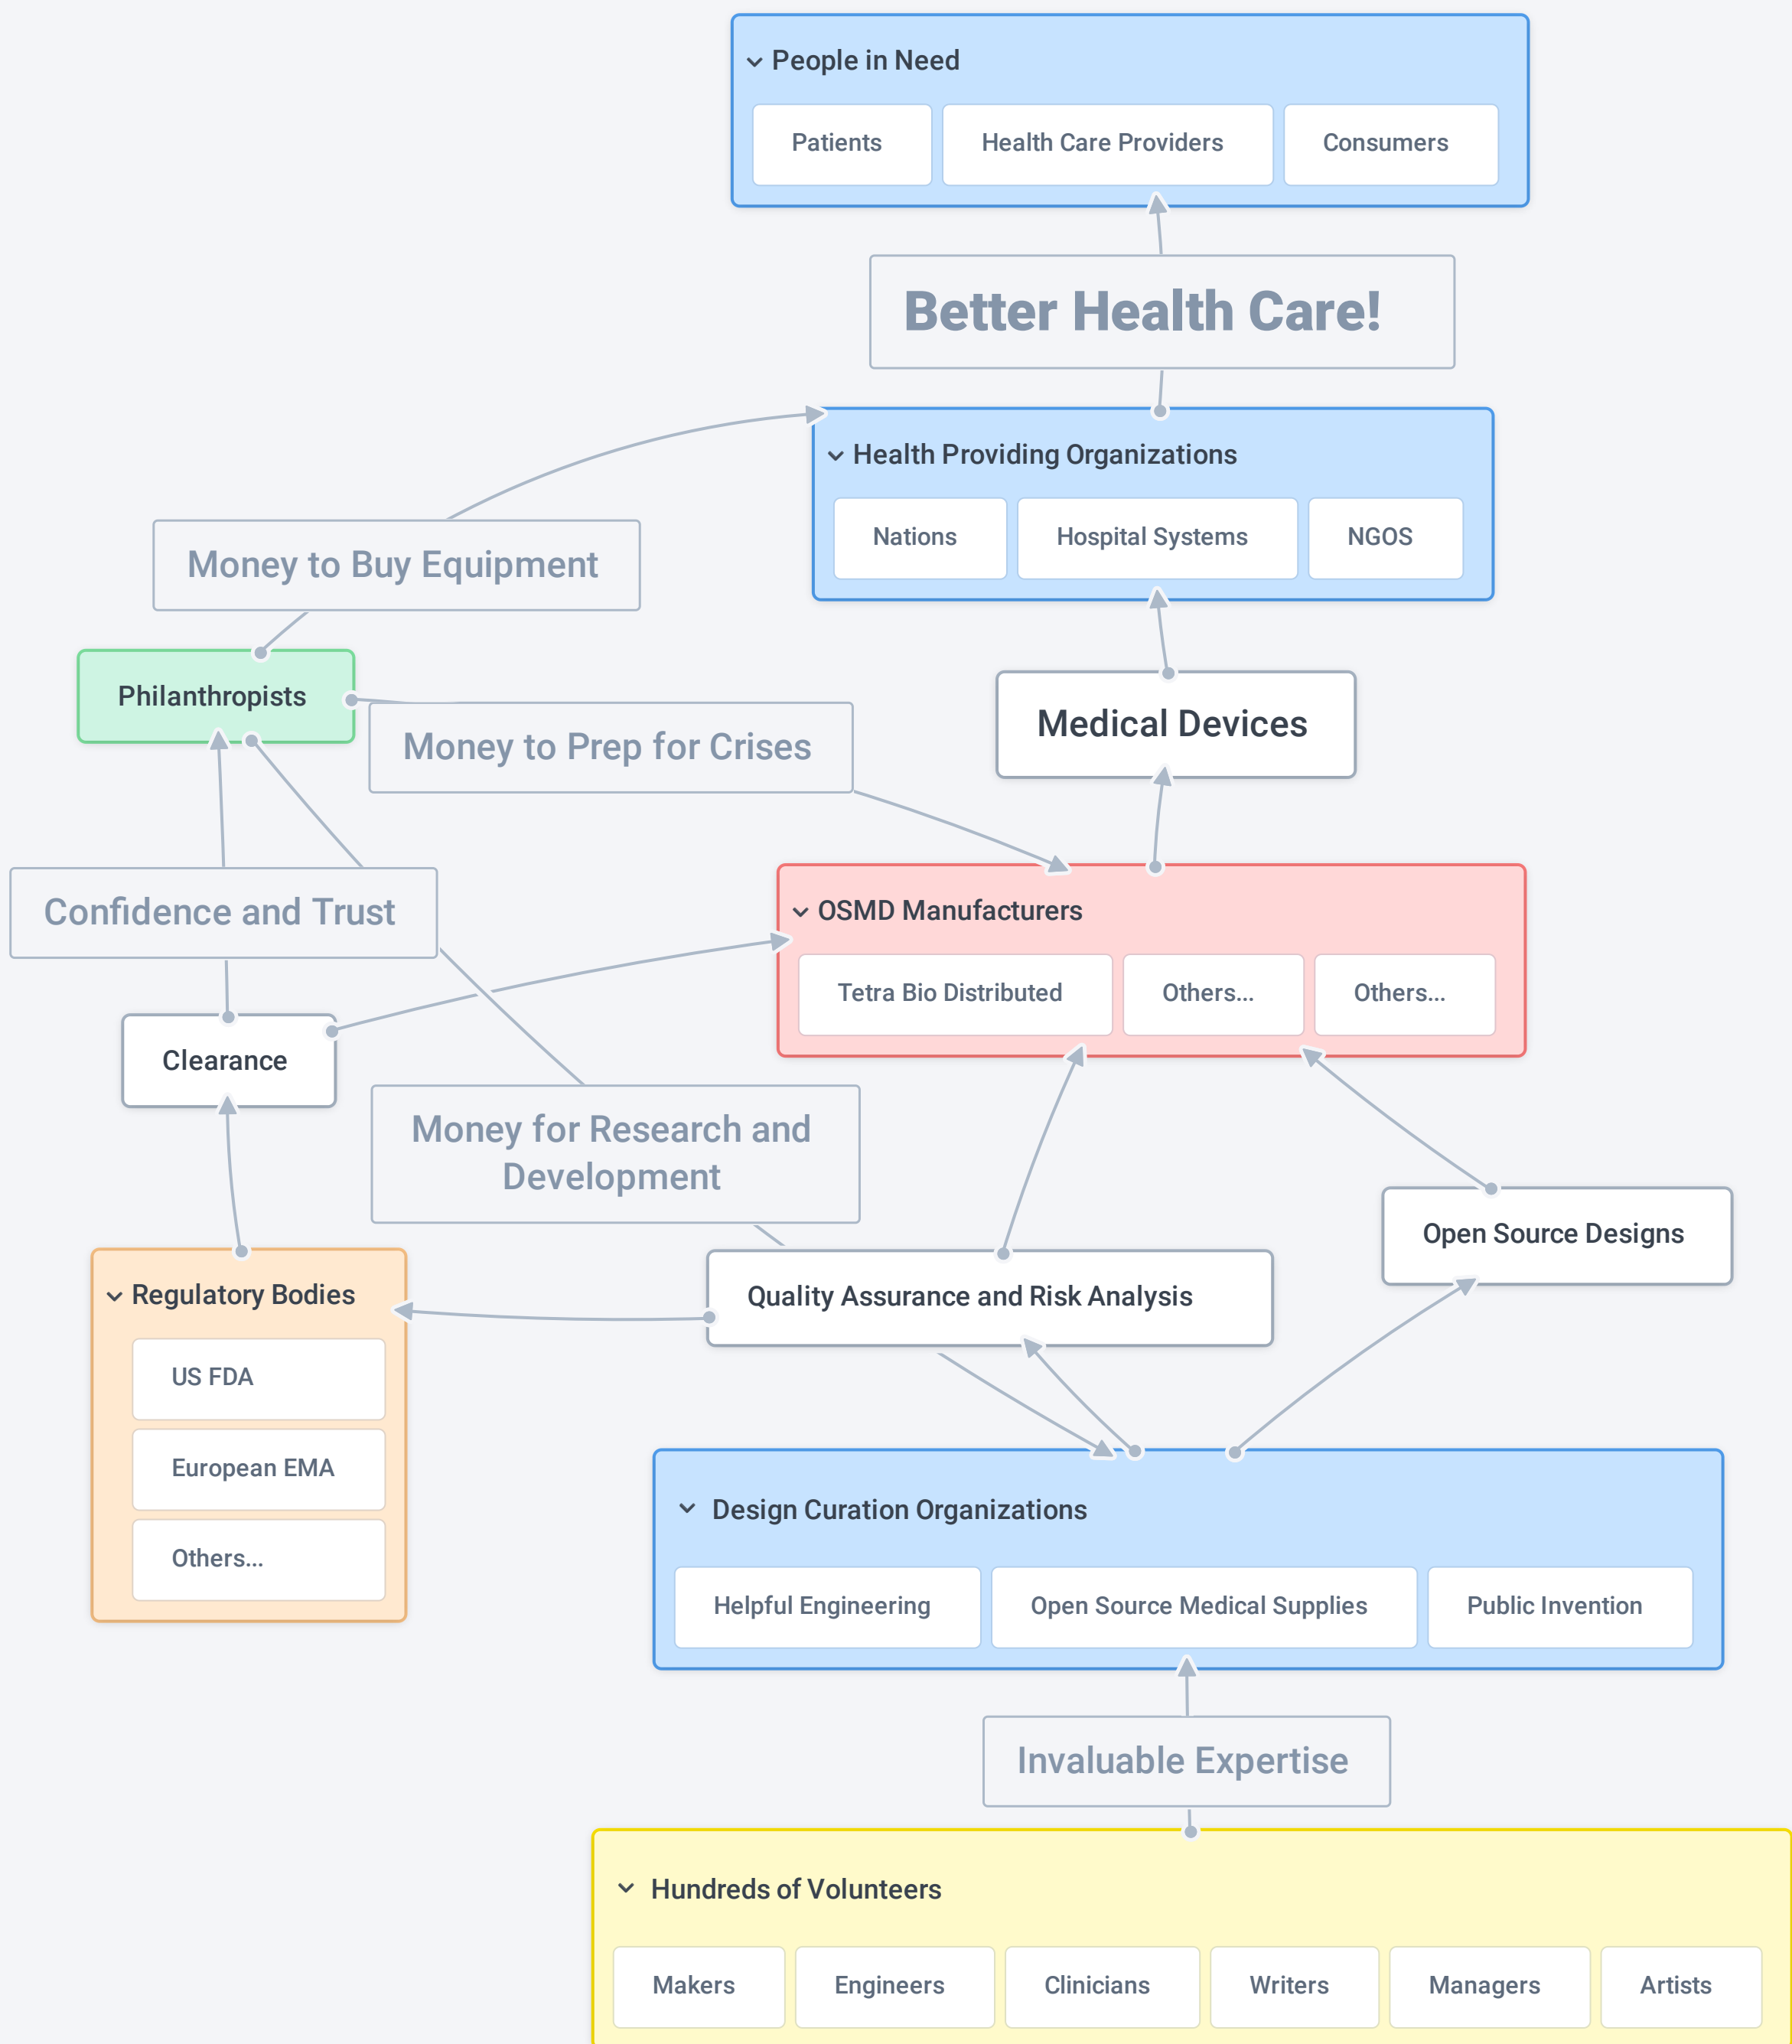 People in Need
Patients
Health Care Providers
Consumers
Better Health Care!
Health Providing Organizations
Nations
Hospital Systems
NGOS
Money to Buy Equipment
Philanthropists
Money to Prep for Crises
Medical Devices
Confidence and Trust
OSMD Manufacturers
Tetra Bio Distributed
Others...
Others...
Clearance
Money for Research and
Development
Open Source Designs
Regulatory Bodies
US FDA
European EMA
Others...
Quality Assurance and Risk Analysis
Design Curation Organizations
Helpful Engineering
Open Source Medical Supplies
Public Invention
Invaluable Expertise
Hundreds of Volunteers
Makers
Engineers
Clinicians
Writers
Managers
Artists